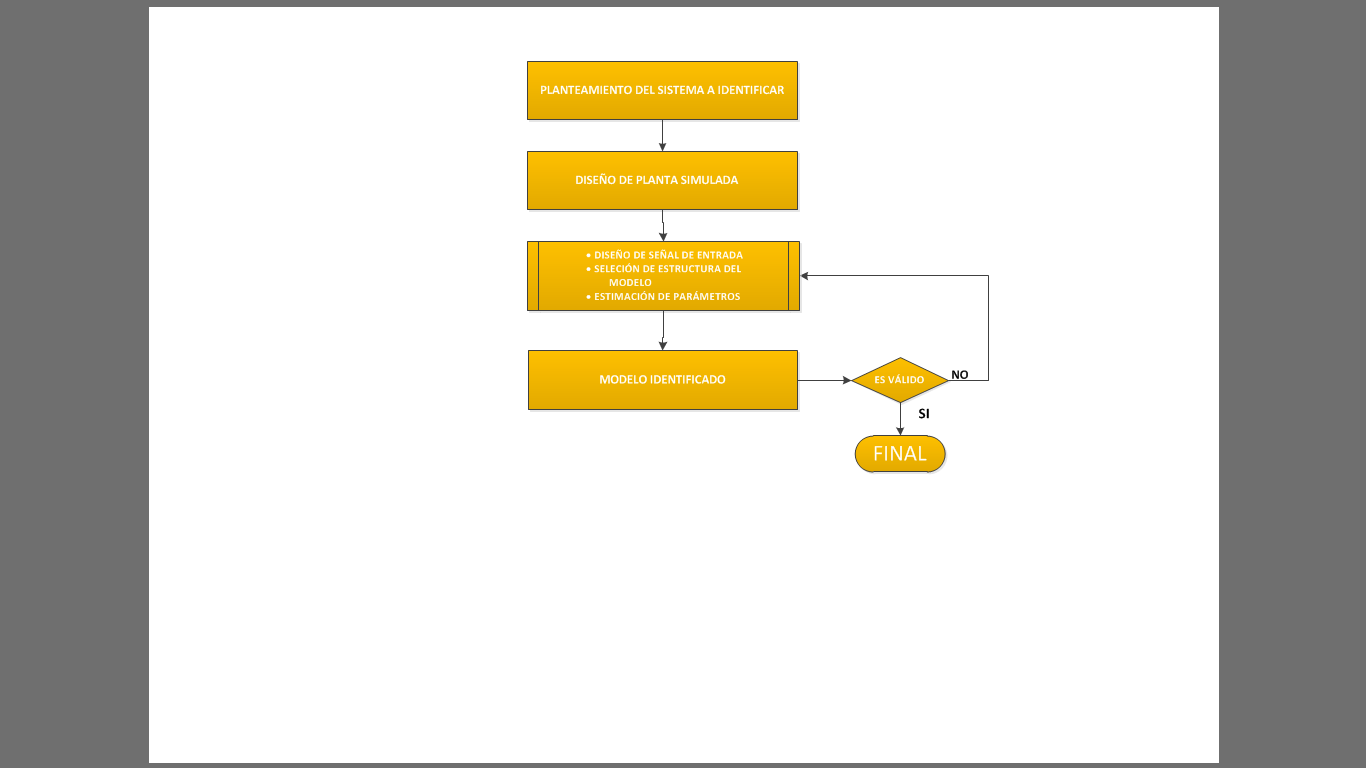 PLANTEAMIENTO DEL SISTEMA A IDENTIFICAR
DISEÑO DE PLANTA SIMULADA
• DISEÑO DE SEÑAL DE ENTRADA
• SELECIÓN DE ESTRUCTURA DEL
MODELO
• ESTIMACIÓN DE PARÁMETROS
MODELO IDENTIFICADO
ES VÁLIDO
NO
SI
FINAL